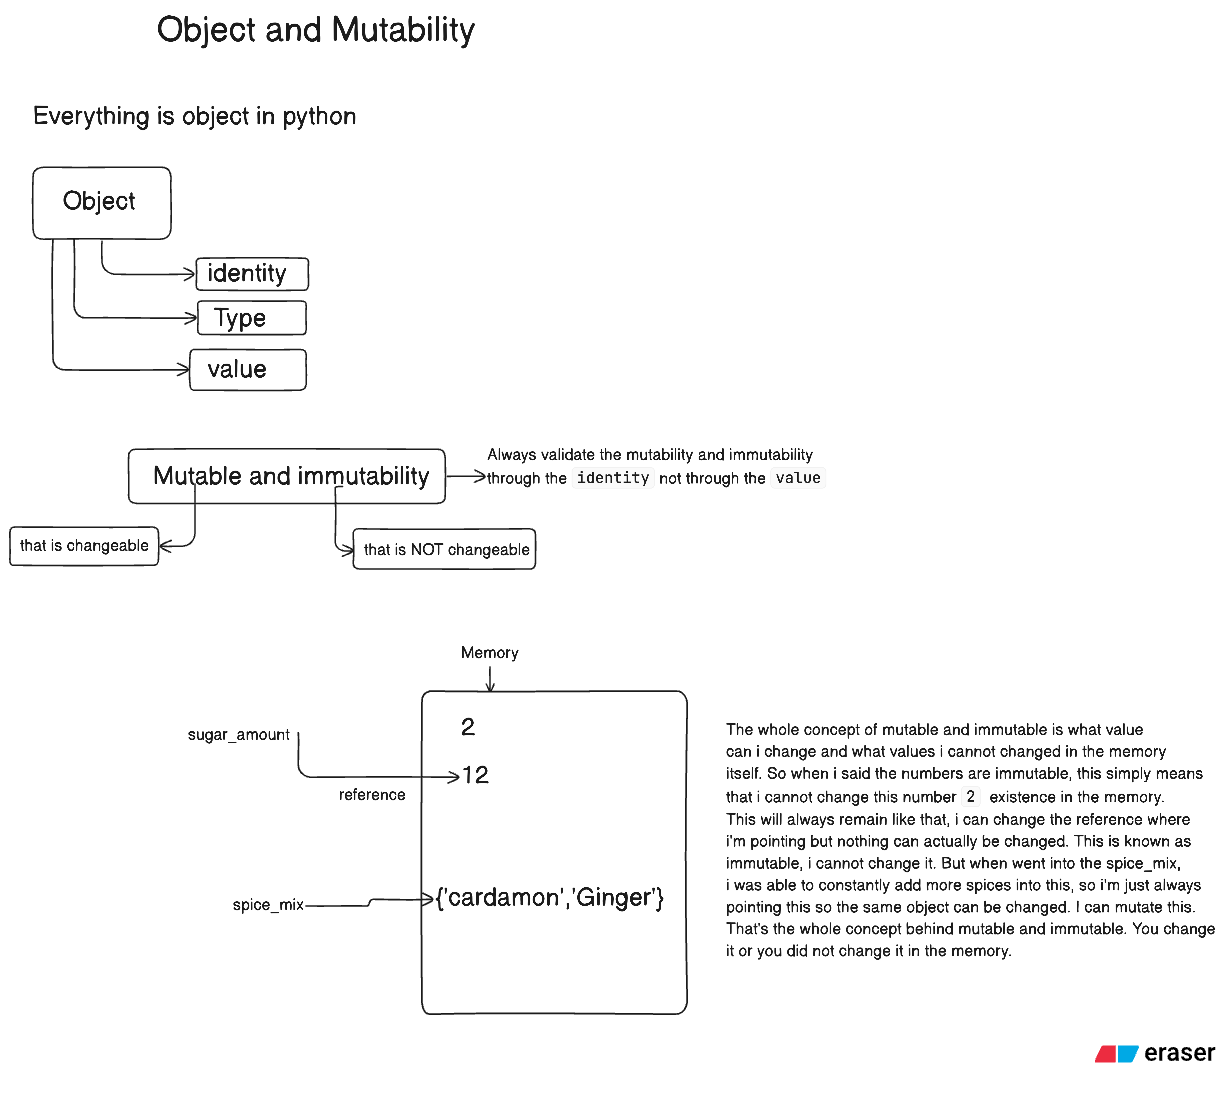 Object and Mutability
Everything is object in python
Object
identity
Type
value
Mutable and immutability
Always validate the mutability and immutability
through the identity not through the value
that is changeable
that is NOT changeable
Memory
sugar_amount
2
12
reference
spice_mix
{'cardamon','Ginger'}
The whole concept of mutable and immutable is what value
can i change and what values i cannot changed in the memory
itself. So when i said the numbers are immutable, this simply means
that i cannot change this number 2 existence in the memory.
This will always remain like that, i can change the reference where
i'm pointing but nothing can actually be changed. This is known as
immutable, i cannot change it. But when went into the spice_mix,
i was able to constantly add more spices into this, so i'm just always
pointing this so the same object can be changed. I can mutate this.
That's the whole concept behind mutable and immutable. You change
it or you did not change it in the memory.
eraser